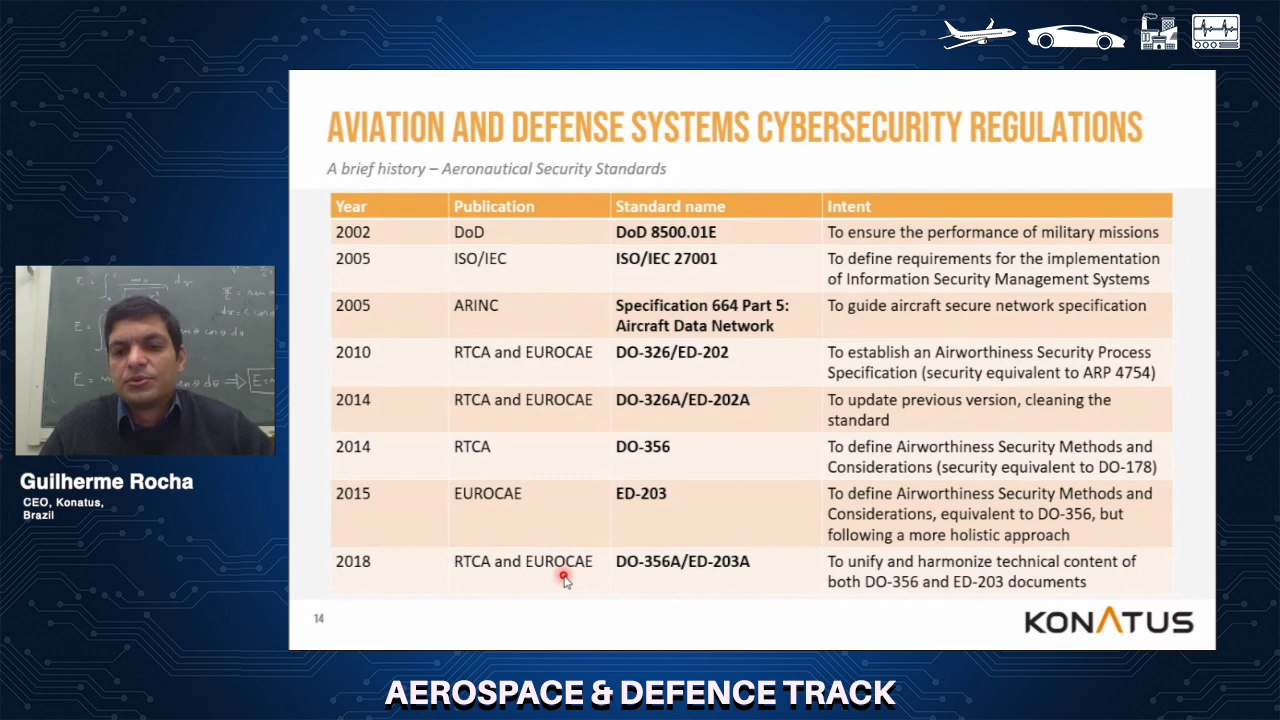 AVIATION AND DEFENSE SYSTEMS CYBERSECURITY REGULATIONS
A brief history – Aeronautical Security Standards
Year Publication Standard name Intent
2002 DoD DoD 8500.01E To ensure the performance of military missions
2005 ISO/IEC ISO/IEC 27001 To define requirements for the implementation
of Information Security Management Systems
2005 ARINC Specification 664 Part 5: To guide aircraft secure network specification
Aircraft Data Network
2010 RTCA and EUROCAE DO-326/ED-202 To establish an Airworthiness Security Process
Specification (security equivalent to ARP 4754)
2014 RTCA and EUROCAE DO-326A/ED-202A To update previous version, cleaning the
standard
2014 RTCA DO-356 To define Airworthiness Security Methods and
Considerations (security equivalent to DO-178)
2015 EUROCAE ED-203 To define Airworthiness Security Methods and
Considerations, equivalent to DO-356, but
following a more holistic approach
2018 RTCA and EUROCAE DO-356A/ED-203A To unify and harmonize technical content of
both DO-356 and ED-203 documents
14
KONATUS
Guilherme Rocha
CEO, Konatus,
Brazil
AEROSPACE & DEFENCE TRACK